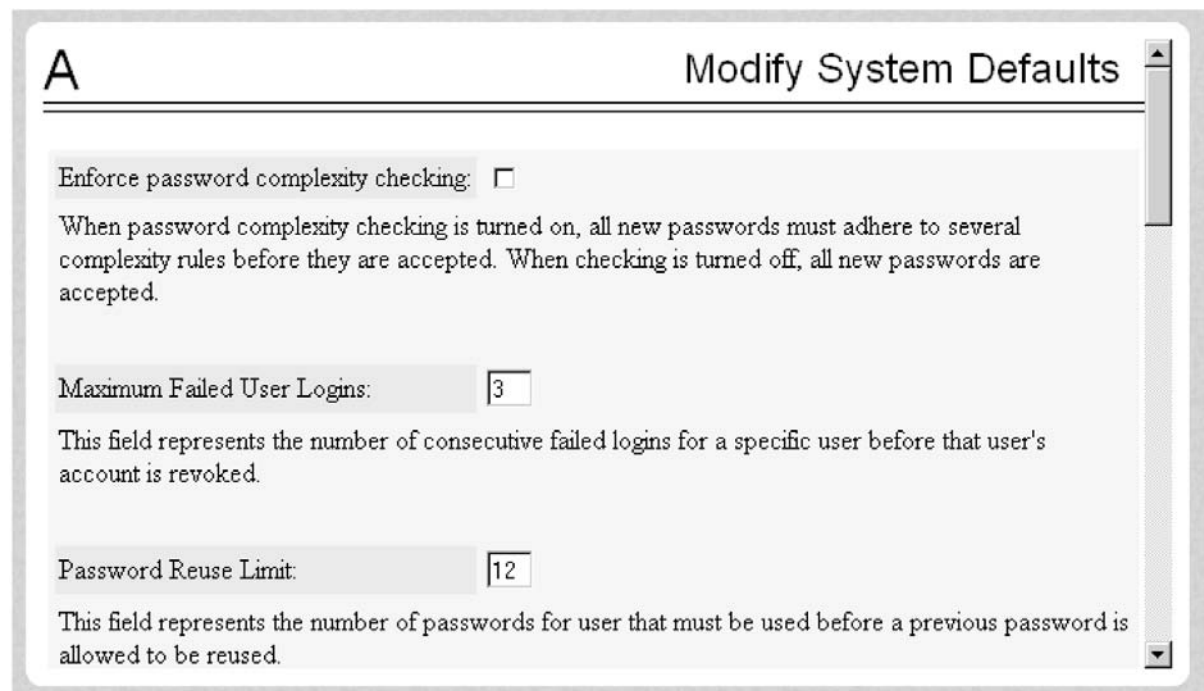 A
Modify System Defaults
Enforce password complexity checking:
When password complexity checking is turned on, all new passwords must adhere to several
complexity rules before they are accepted. When checking is turned off, all new passwords are
accepted.
Maximum Failed User Logins: 3
This field represents the number of consecutive failed logins for a specific user before that user's
account is revoked.
Password Reuse Limit: 12
This field represents the number of passwords for user that must be used before a previous password is
allowed to be reused.